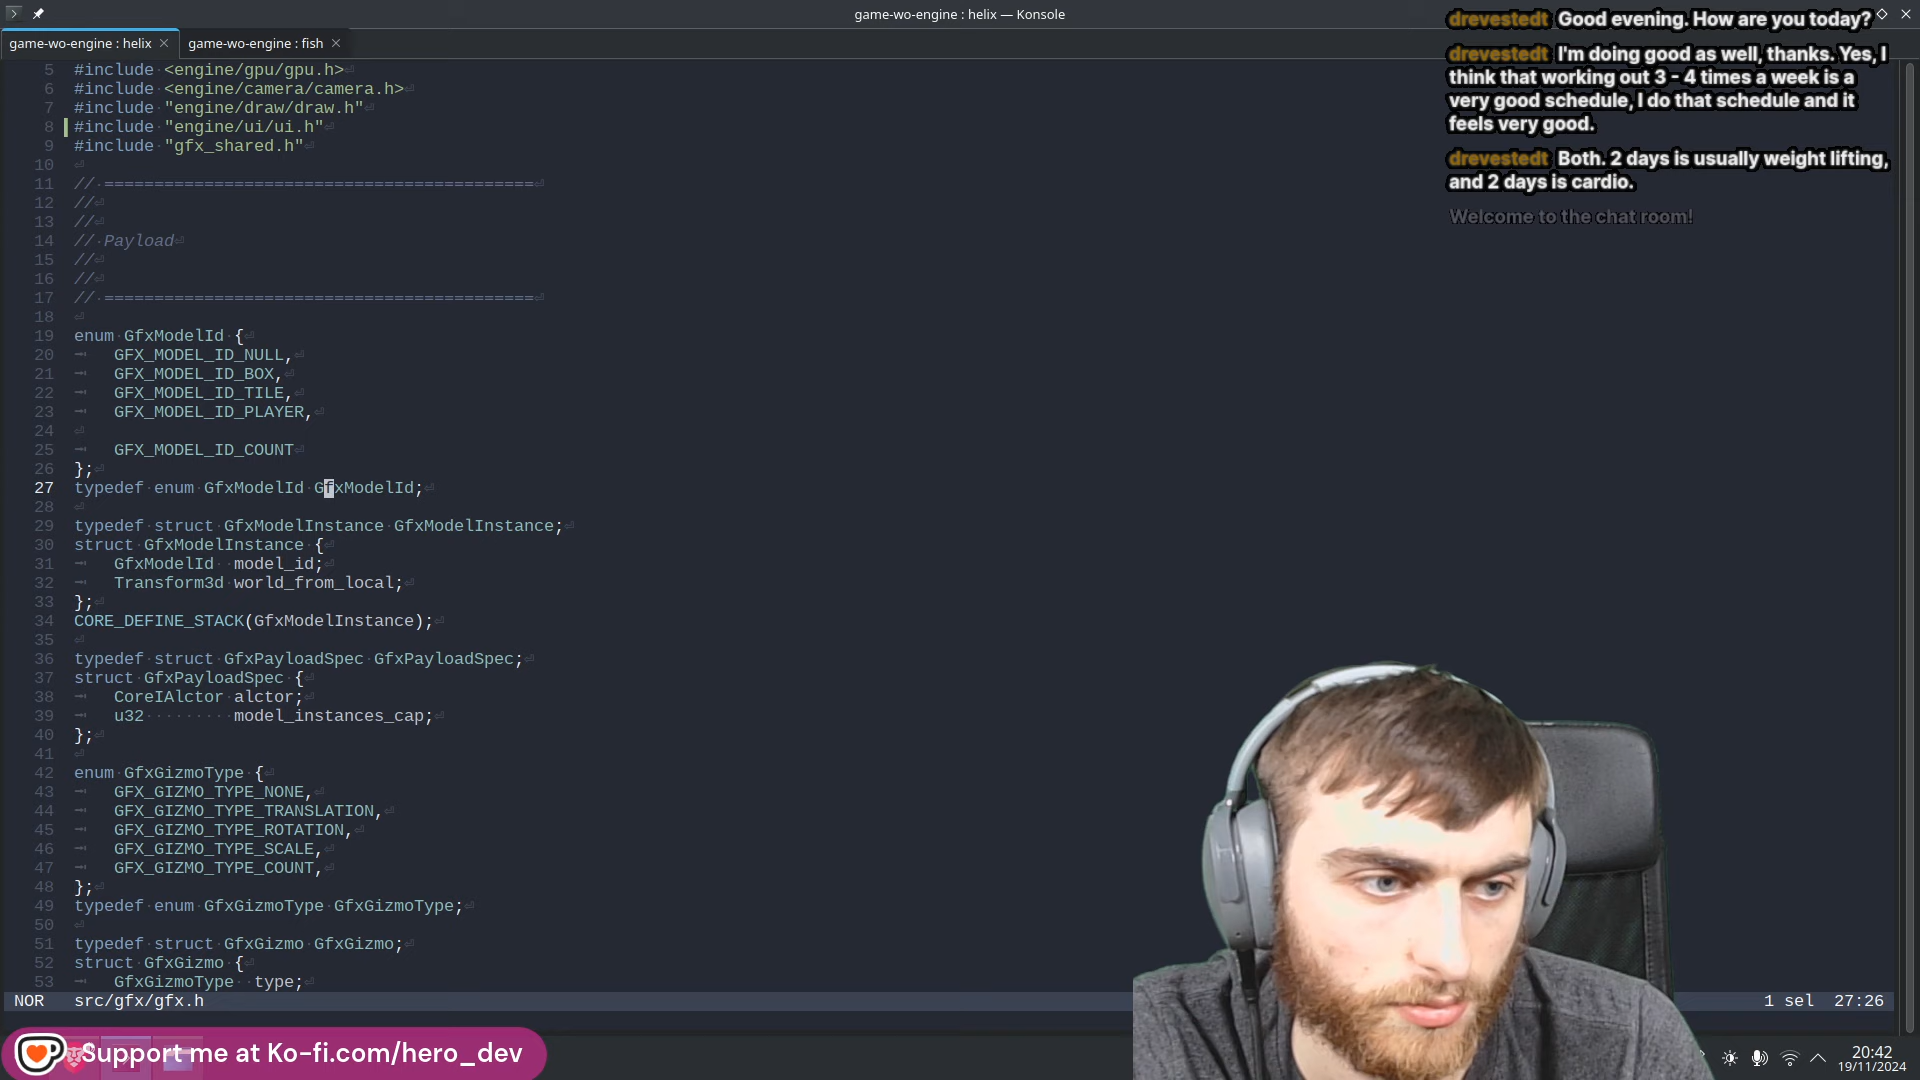 game-wo-engine : helix — Konsole
game-wo-engine : helix
game-wo-engine : fish
5 #include <engine/gpu/gpu.h>
6 #include <engine/camera/camera.h>
7 #include "engine/draw/draw.h"
8 #include "engine/ui/ui.h"
9 #include "gfx_shared.h"
10
11 // ===========================================
12 //
13 //
14 // Payload
15 //
16 //
17 // ===========================================
18
19 enum GfxModelId {
20 GFX_MODEL_ID_NULL,
21 GFX_MODEL_ID_BOX,
22 GFX_MODEL_ID_TILE,
23 GFX_MODEL_ID_PLAYER,
24
25 GFX_MODEL_ID_COUNT
26 };
27 typedef enum GfxModelId GfxModelId;
28
29 typedef struct GfxModelInstance GfxModelInstance;
30 struct GfxModelInstance {
31 GfxModelId model_id;
32 Transform3d world_from_local;
33 };
34 CORE_DEFINE_STACK(GfxModelInstance);
35
36 typedef struct GfxPayloadSpec GfxPayloadSpec;
37 struct GfxPayloadSpec {
38 CoreIAlctor alctor;
39 u32 model_instances_cap;
40 };
41
42 enum GfxGizmoType {
43 GFX_GIZMO_TYPE_NONE,
44 GFX_GIZMO_TYPE_TRANSLATION,
45 GFX_GIZMO_TYPE_ROTATION,
46 GFX_GIZMO_TYPE_SCALE,
47 GFX_GIZMO_TYPE_COUNT,
48 };
49 typedef enum GfxGizmoType GfxGizmoType;
50
51 typedef struct GfxGizmo GfxGizmo;
52 struct GfxGizmo {
53 GfxGizmoType type;
NOR src/gfx/gfx.h 1 sel 27:26
drevestedt Good evening. How are you today?
drevestedt I'm doing good as well, thanks. Yes, I
think that working out 3 - 4 times a week is a
very good schedule, I do that schedule and it
feels very good.
drevestedt Both. 2 days is usually weight lifting,
and 2 days is cardio.
Welcome to the chat room!
Support me at Ko-fi.com/hero_dev
20:42
19/11/2024